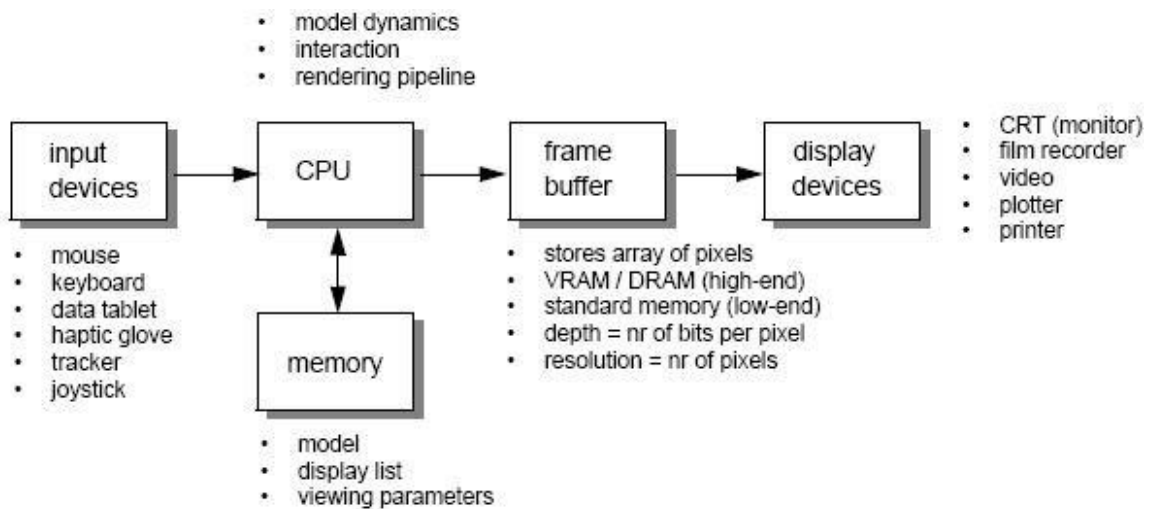 • model dynamics
• interaction
• rendering pipeline
input
devices
CPU
frame
buffer
display
devices
• CRT (monitor)
• film recorder
• video
• plotter
• printer
• mouse
• keyboard
• data tablet
• haptic glove
• tracker
• joystick
memory
• stores array of pixels
• VRAM / DRAM (high-end)
• standard memory (low-end)
• depth = nr of bits per pixel
• resolution = nr of pixels
• model
• display list
• viewing parameters